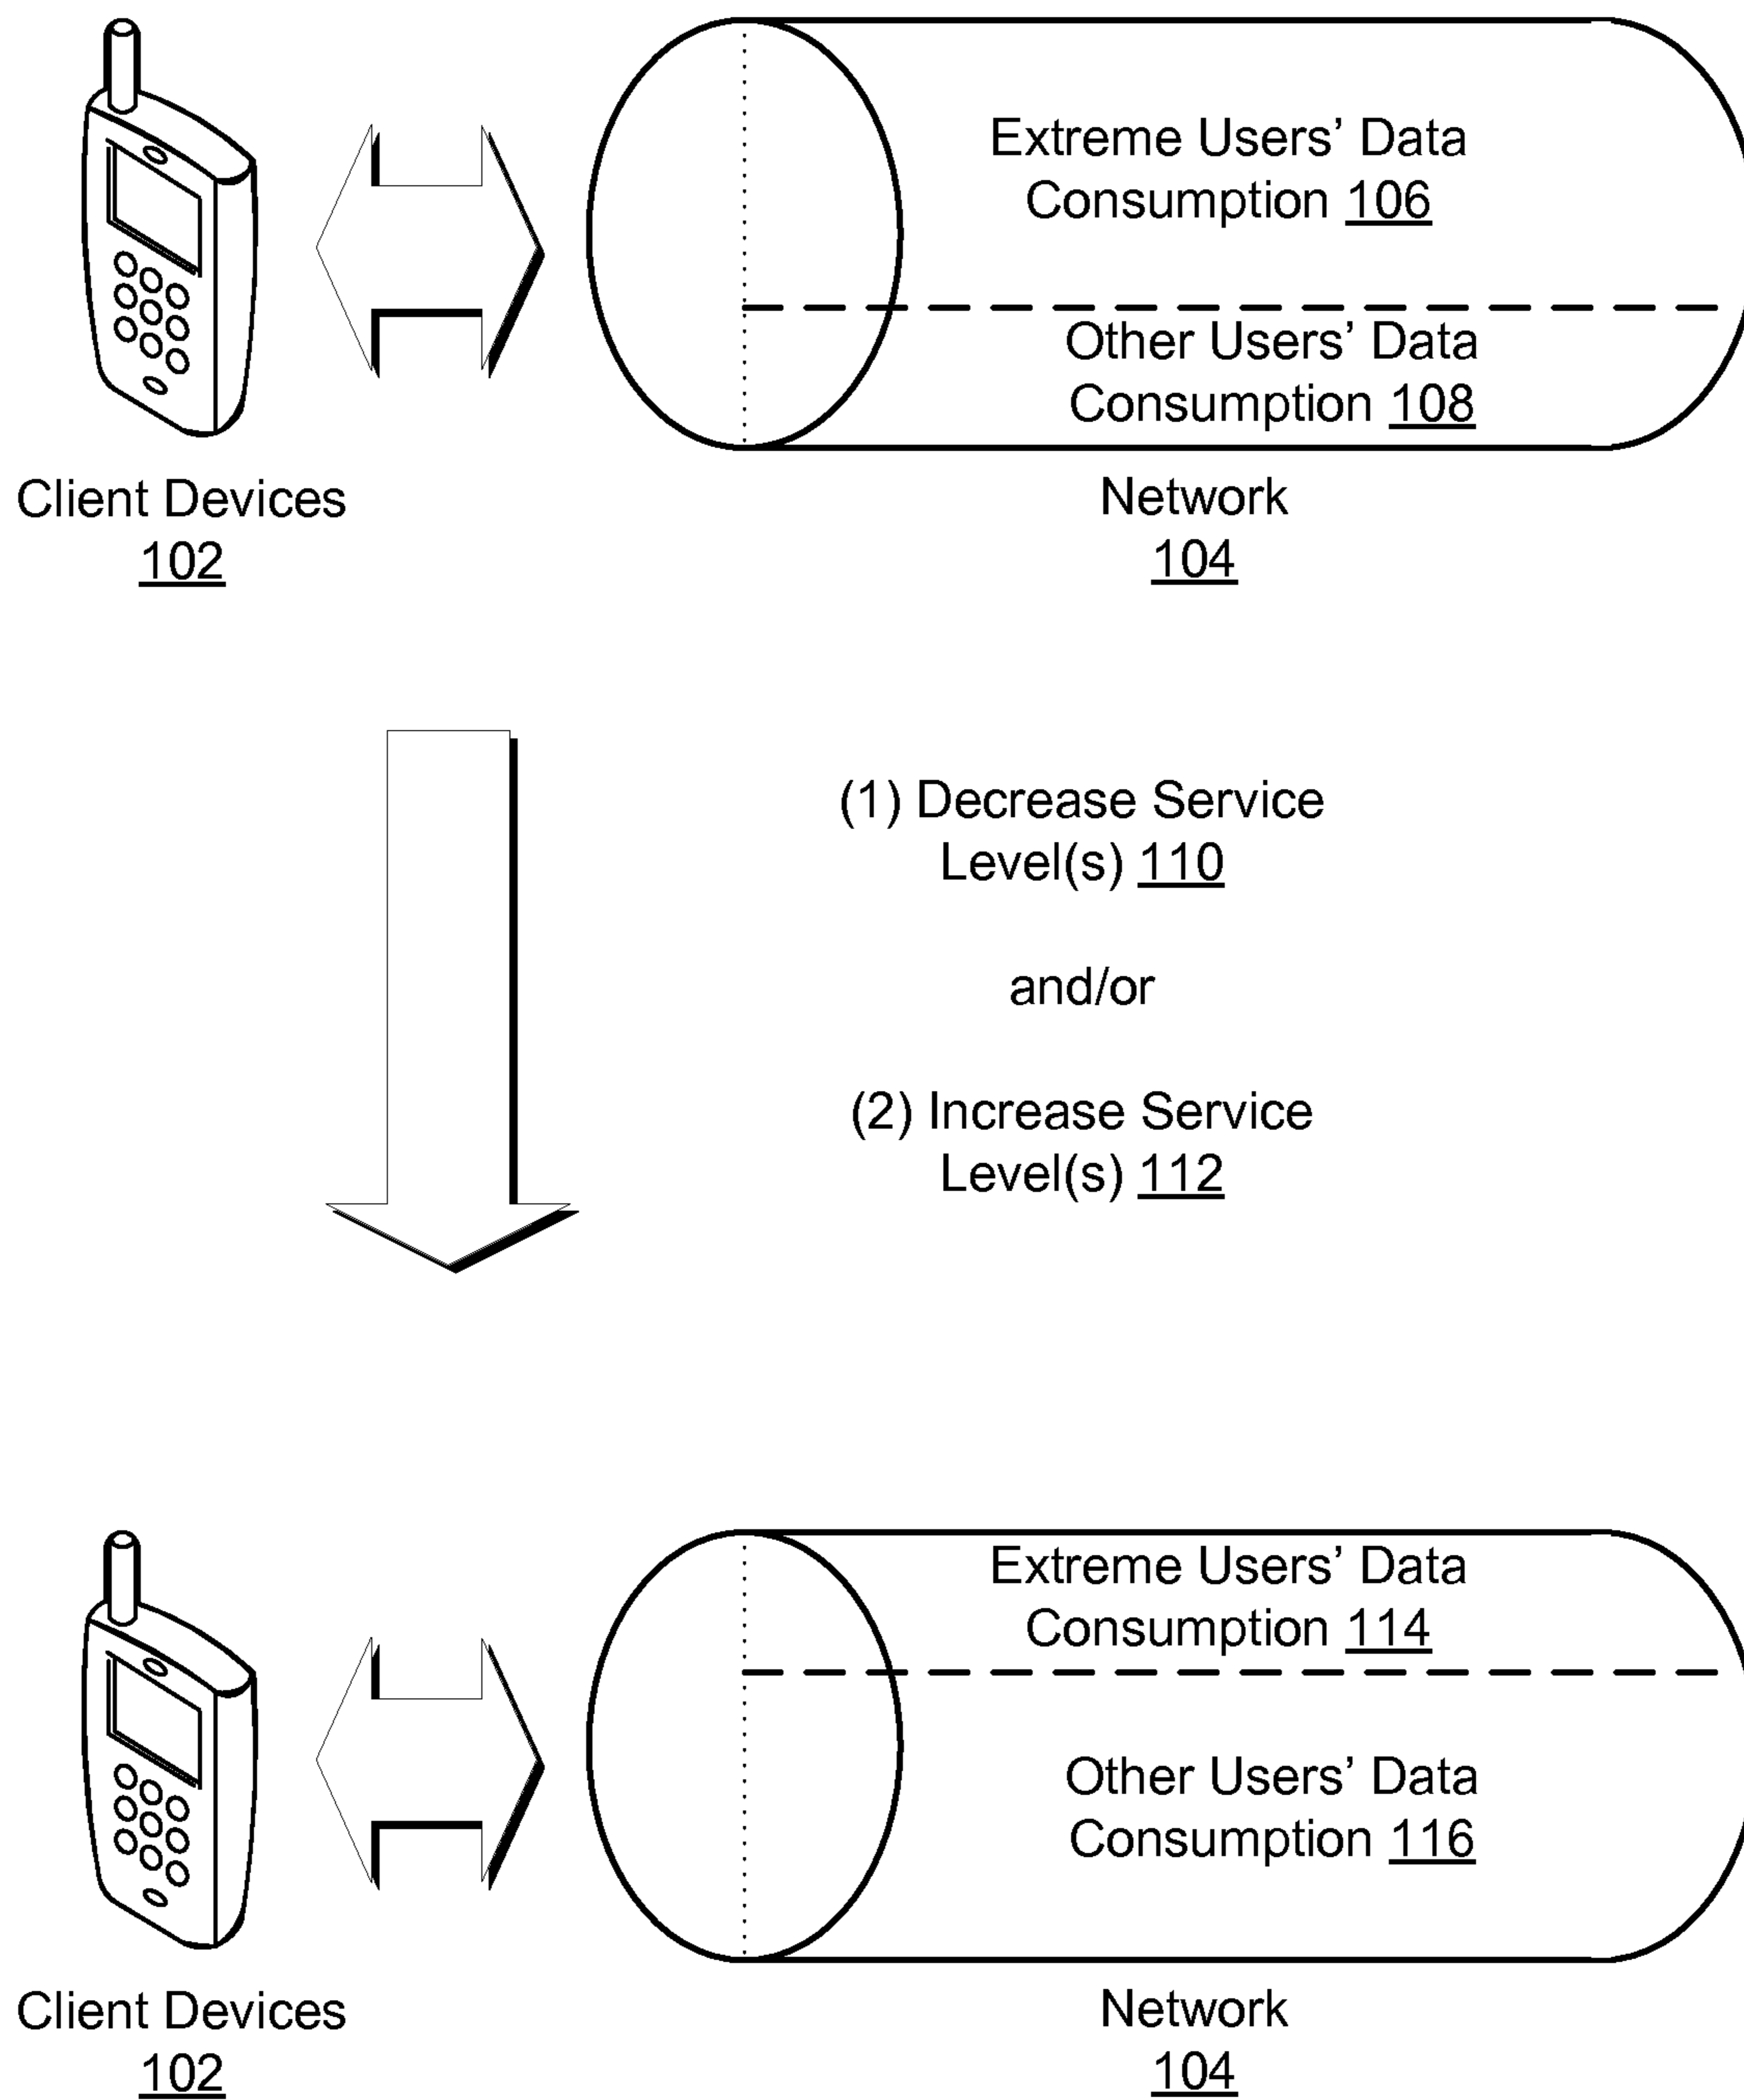 Extreme Users’ Data
Consumption 106
Other Users’ Data
Consumption 108
Client Devices
102
Network
104
(1) Decrease Service
Level(s) 110
and/or
(2) Increase Service
Level(s) 112
Extreme Users’ Data
Consumption 114
Other Users’ Data
Consumption 116
Client Devices
102
Network
104